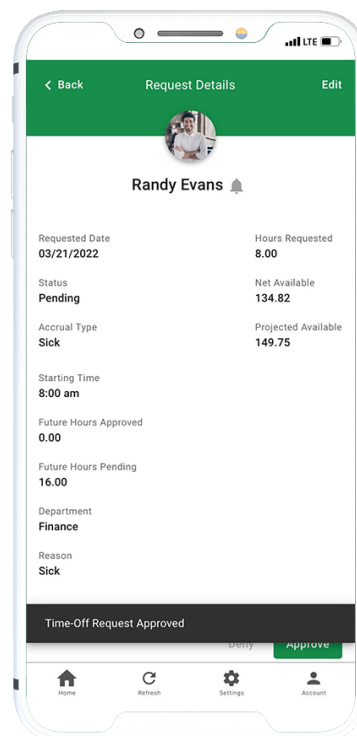 LTE
Back Request Details Edit
Randy Evans
Requested Date Hours Requested
03/21/2022 8.00
Status Net Available
Pending 134.82
Accrual Type Projected Available
Sick 149.75
Starting Time
8:00 am
Future Hours Approved
0.00
Future Hours Pending
16.00
Department
Finance
Reason
Sick
Time-Off Request Approved
Deny Approve
Home Refresh Settings Account